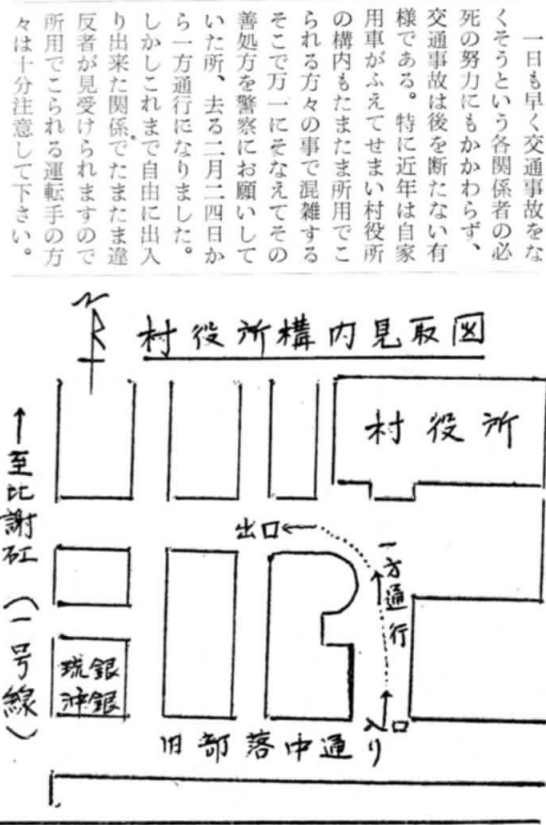 一日も早く交通事故をな
くそうという各関係者の必
死の努力にもかかわらず、
交通事故は後を断たない有
様である。特に近年は自家
用車がふえてせまい村役所
の構内もたまたま所用でこ
られる方々の事で混雑する
そこで万一にそなえてその
善処方を警察にお願いして
いた所、去る二月二四日か
ら一方通行になりました。
しかしこれまで自由に出入
り出来た関係でたまたま違
反者が見受けられますので
所用でこられる運転手の方
々は十分注意して下さい。
村役所構内見取図
村役所
↑至比謝矼(一号線)
出口←
一方通行
琉銀
沖銀
入口
旧部落中通り